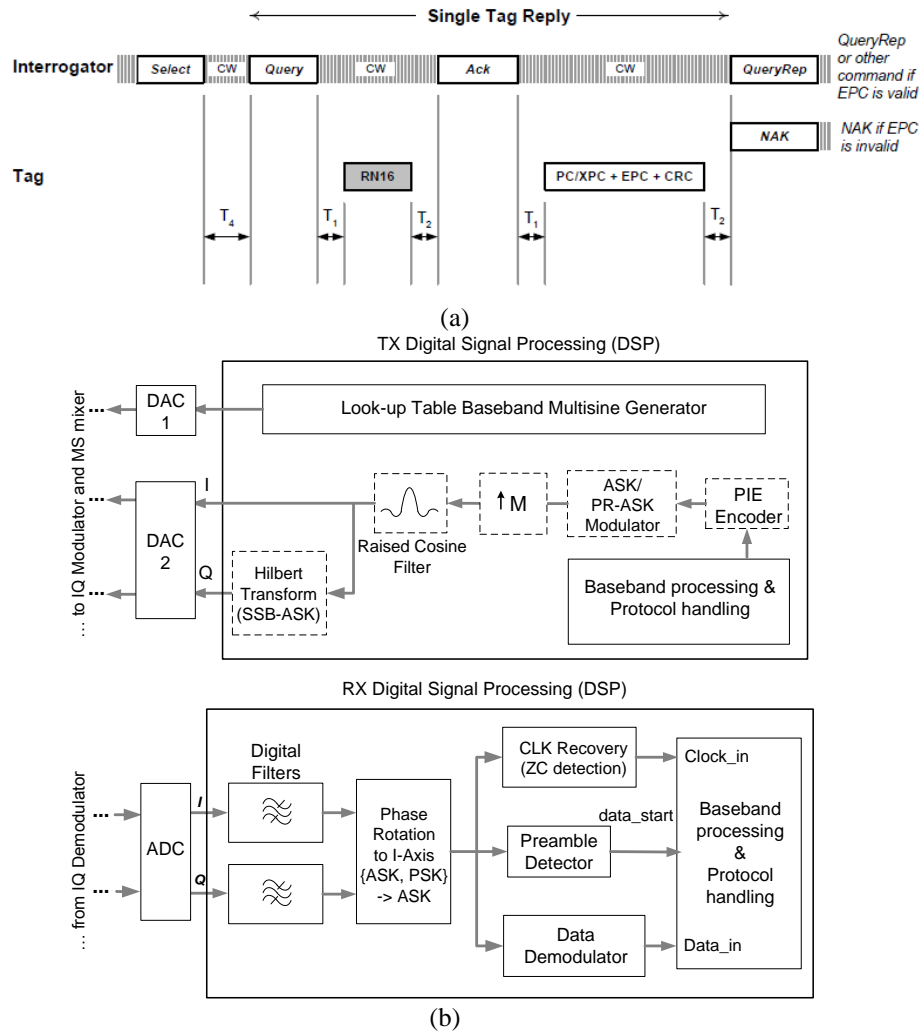 Single Tag Reply
Interrogator
Select
CW
Query
CW
Ack
CW
QueryRep
QueryRep
or other
command if
EPC is valid
NAK
NAK if EPC
is invalid
Tag
RN16
PC/XPC + EPC + CRC
T4
T1
T2
T1
T2
(a)
TX Digital Signal Processing (DSP)
... to IQ Modulator and MS mixer
DAC
1
Look-up Table Baseband Multisine Generator
DAC
2
I
Q
Hilbert
Transform
(SSB-ASK)
Raised Cosine
Filter
↑M
ASK/
PR-ASK
Modulator
PIE
Encoder
Baseband processing &
Protocol handling
RX Digital Signal Processing (DSP)
... from IQ Demodulator
ADC
I
Q
Digital
Filters
Phase
Rotation
to I-Axis
{ASK, PSK}
-> ASK
CLK Recovery
(ZC detection)
Preamble
Detector
Data
Demodulator
data_start
Clock_in
Baseband
processing
&
Protocol
handling
Data_in
(b)